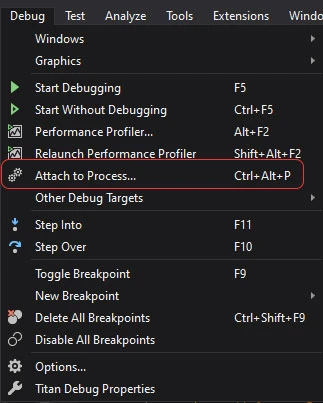 Debug Test Analyze Tools Extensions Windo
Windows
Graphics
Start Debugging F5
Start Without Debugging Ctrl+F5
Performance Profiler... Alt+F2
Relaunch Performance Profiler Shift+Alt+F2
Attach to Process... Ctrl+Alt+P
Other Debug Targets
Step Into F11
Step Over F10
Toggle Breakpoint F9
New Breakpoint
Delete All Breakpoints Ctrl+Shift+F9
Disable All Breakpoints
Options...
Titan Debug Properties